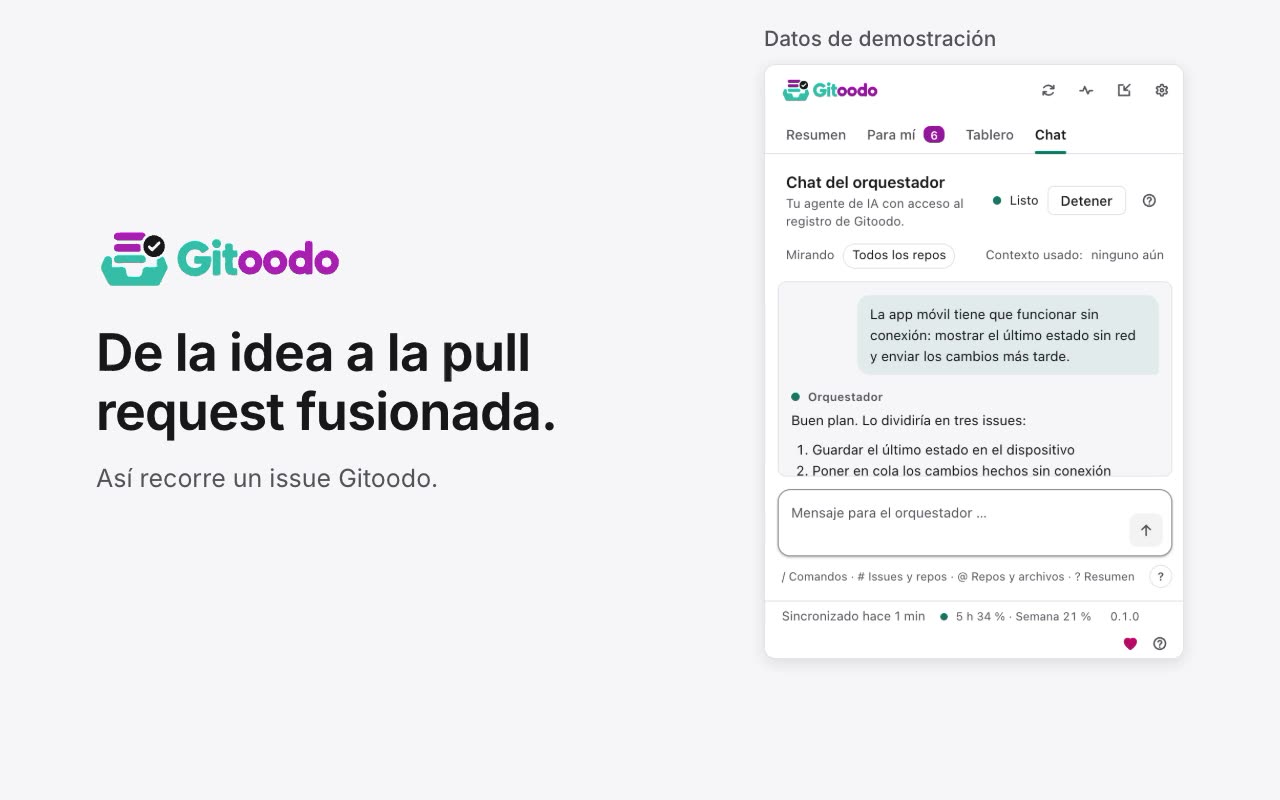 Datos de demostración
Gitoodo
Resumen Para mí 6 Tablero Chat
Chat del orquestador
Tu agente de IA con acceso al
registro de Gitoodo.
Listo Detener
Mirando Todos los repos Contexto usado: ninguno aún
La app móvil tiene que funcionar sin
conexión: mostrar el último estado sin red
y enviar los cambios más tarde.
Orquestador
Buen plan. Lo dividiría en tres issues:
1. Guardar el último estado en el dispositivo
2. Poner en cola los cambios hechos sin conexión
Mensaje para el orquestador ...
/ Comandos · # Issues y repos · @ Repos y archivos · ? Resumen ?
Sincronizado hace 1 min 5 h 34 % · Semana 21 % 0.1.0
Gitoodo
De la idea a la pull
request fusionada.
Así recorre un issue Gitoodo.